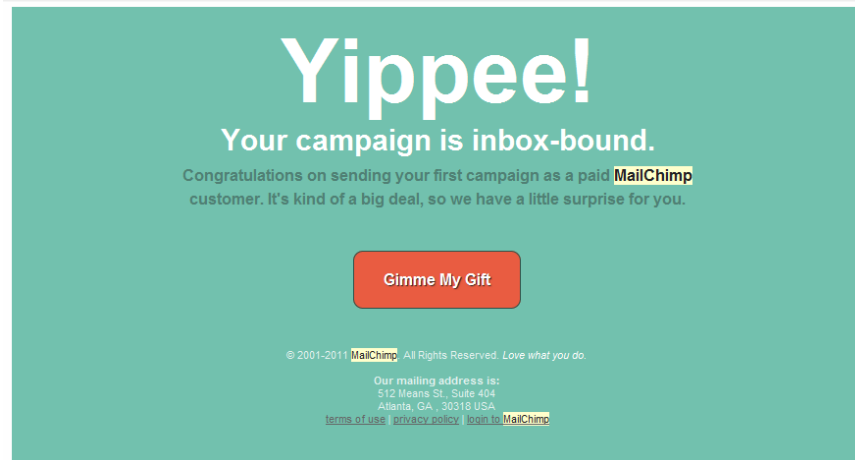 Yippee!
Your campaign is inbox-bound.
Congratulations on sending your first campaign as a paid MailChimp
customer. It's kind of a big deal, so we have a little surprise for you.
Gimme My Gift
© 2001-2011 MailChimp. All Rights Reserved. Love what you do.
Our mailing address is:
512 Means St., Suite 404
Atlanta, GA , 30318 USA
terms of use | privacy policy | login to MailChimp